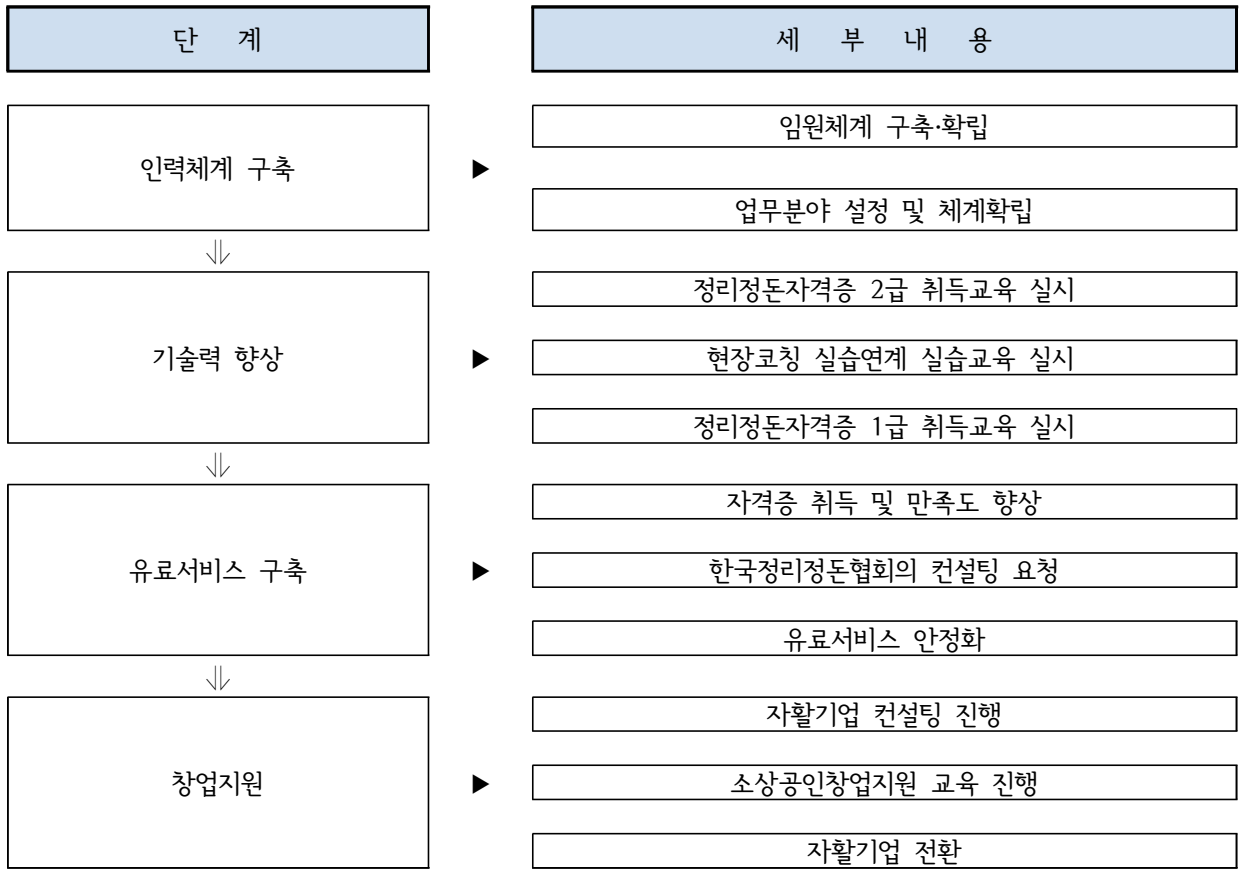 단 계
세 부 내 용
인력체계 구축
▶
임원체계 구축·확립
업무분야 설정 및 체계확립
⇓
기술력 향상
▶
정리정돈자격증 2급 취득교육 실시
현장코칭 실습연계 실습교육 실시
정리정돈자격증 1급 취득교육 실시
⇓
유료서비스 구축
▶
자격증 취득 및 만족도 향상
한국정리정돈협회의 컨설팅 요청
유료서비스 안정화
⇓
창업지원
▶
자활기업 컨설팅 진행
소상공인창업지원 교육 진행
자활기업 전환